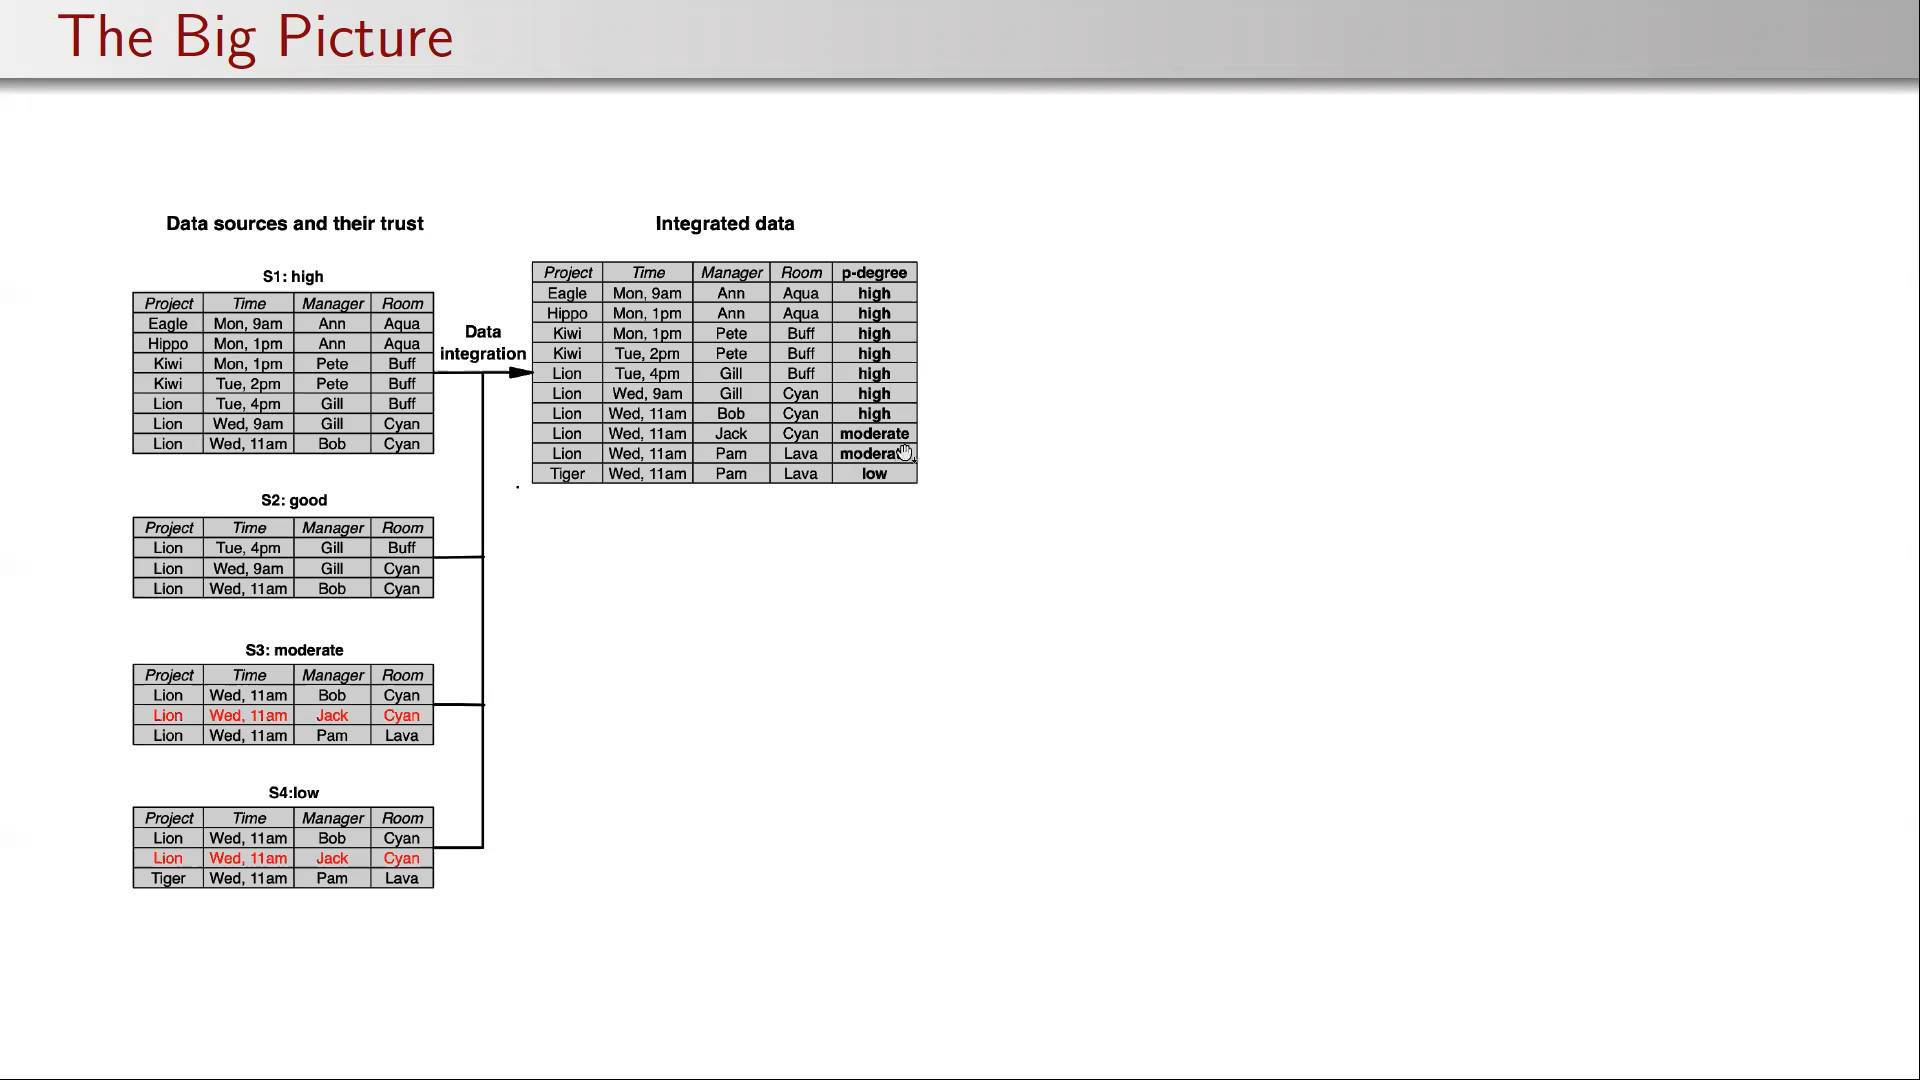 The Big Picture
Data sources and their trust
S1: high
Project Time Manager Room
Eagle Mon, 9am Ann Aqua
Hippo Mon, 1pm Ann Aqua
Kiwi Mon, 1pm Pete Buff
Kiwi Tue, 2pm Pete Buff
Lion Tue, 4pm Gill Buff
Lion Wed, 9am Gill Cyan
Lion Wed, 11am Bob Cyan
S2: good
Project Time Manager Room
Lion Tue, 4pm Gill Buff
Lion Wed, 9am Gill Cyan
Lion Wed, 11am Bob Cyan
S3: moderate
Project Time Manager Room
Lion Wed, 11am Bob Cyan
Lion Wed, 11am Jack Cyan
Lion Wed, 11am Pam Lava
S4:low
Project Time Manager Room
Lion Wed, 11am Bob Cyan
Lion Wed, 11am Jack Cyan
Tiger Wed, 11am Pam Lava
Data
integration
Integrated data
Project Time Manager Room p-degree
Eagle Mon, 9am Ann Aqua high
Hippo Mon, 1pm Ann Aqua high
Kiwi Mon, 1pm Pete Buff high
Kiwi Tue, 2pm Pete Buff high
Lion Tue, 4pm Gill Buff high
Lion Wed, 9am Gill Cyan high
Lion Wed, 11am Bob Cyan high
Lion Wed, 11am Jack Cyan moderate
Lion Wed, 11am Pam Lava moderate
Tiger Wed, 11am Pam Lava low